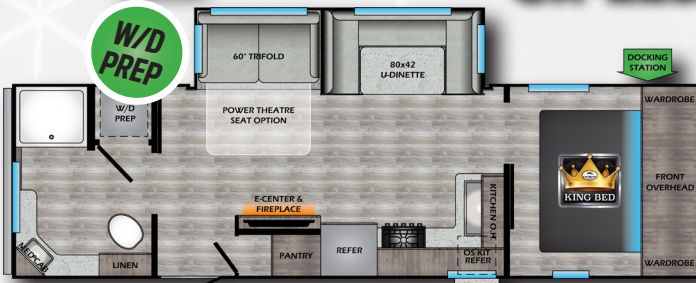 W/D
PREP
60" TRIFOLD
80x42
U-DINETTE
DOCKING
STATION
W/D
PREP
POWER THEATRE
SEAT OPTION
WARDROBE
KING BED
FRONT
OVERHEAD
E-CENTER &
FIREPLACE
KITCHEN O.H
MEDCAB
LINEN
PANTRY
REFER
OS KIT
REFER
WARDROBE